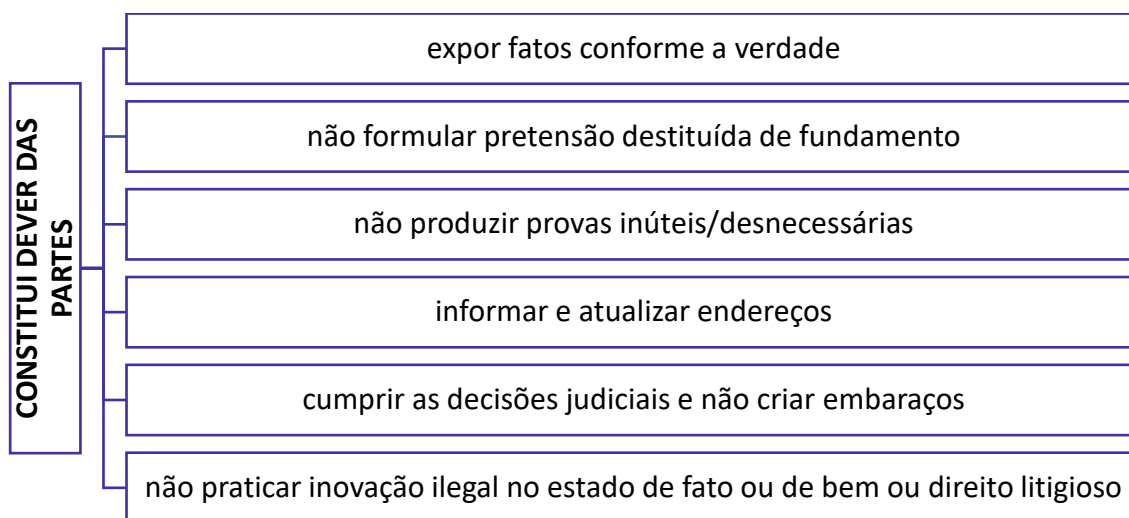 CONSTITUI DEVER DAS
PARTES
expor fatos conforme a verdade
não formular pretensão destituída de fundamento
não produzir provas inúteis/desnecessárias
informar e atualizar endereços
cumprir as decisões judiciais e não criar embaraços
não praticar inovação ilegal no estado de fato ou de bem ou direito litigioso